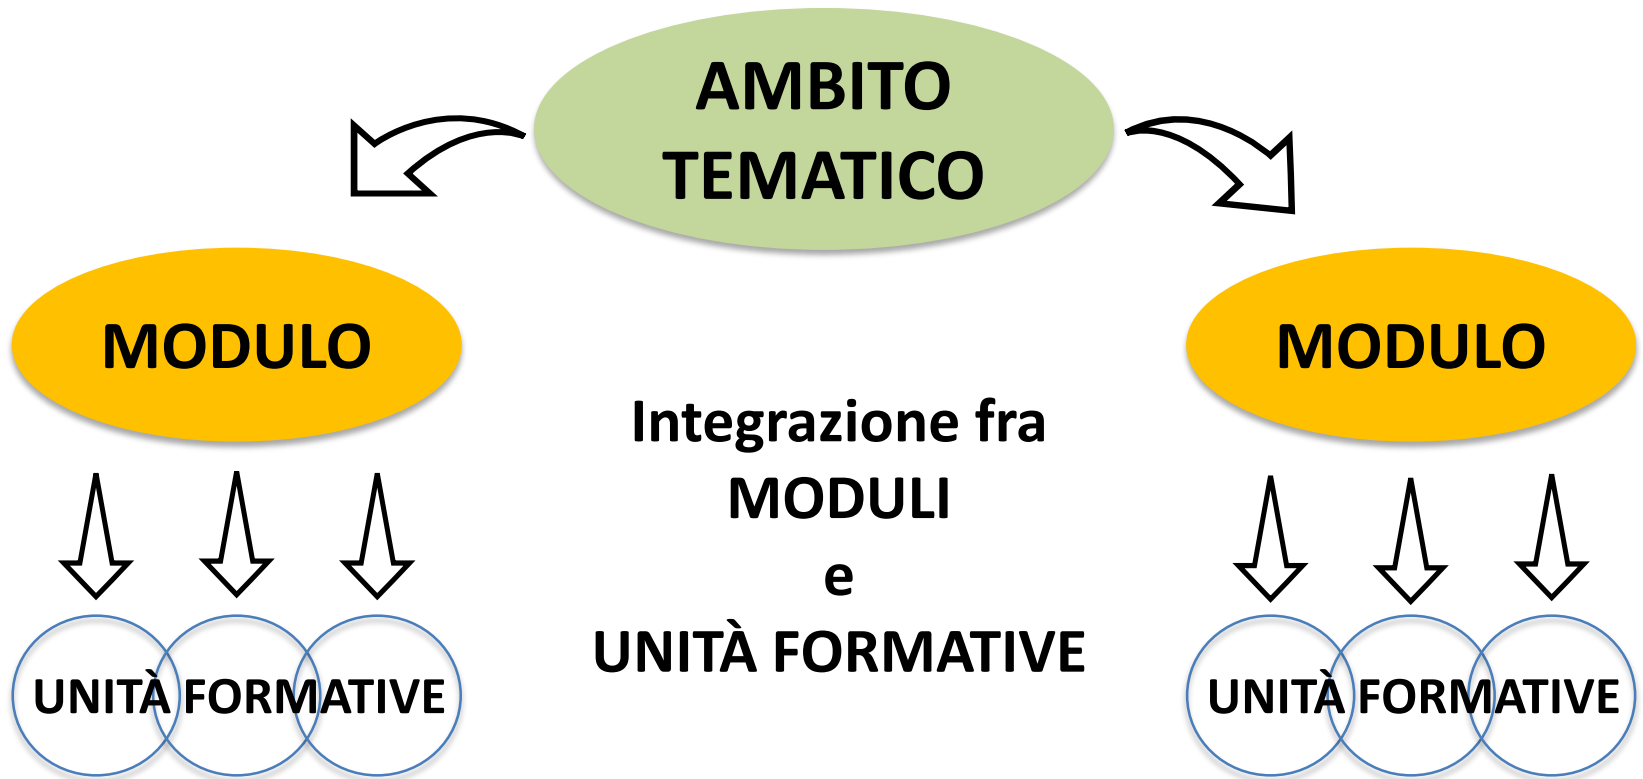 AMBITO
TEMATICO
MODULO
MODULO
Integrazione fra
MODULI
e
UNITÀ FORMATIVE
UNITÀ FORMATIVE
UNITÀ FORMATIVE